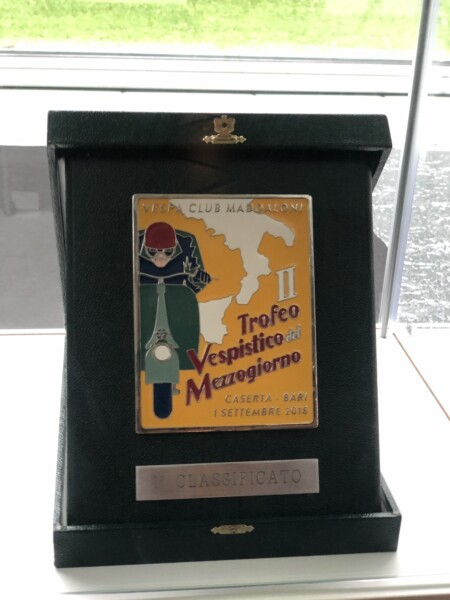 VESPA CLUB MADDALONI
II
Trofeo
Vespistico del
Mezzogiorno
CASERTA - BARI
1 SETTEMBRE 2018
CLASSIFICATO